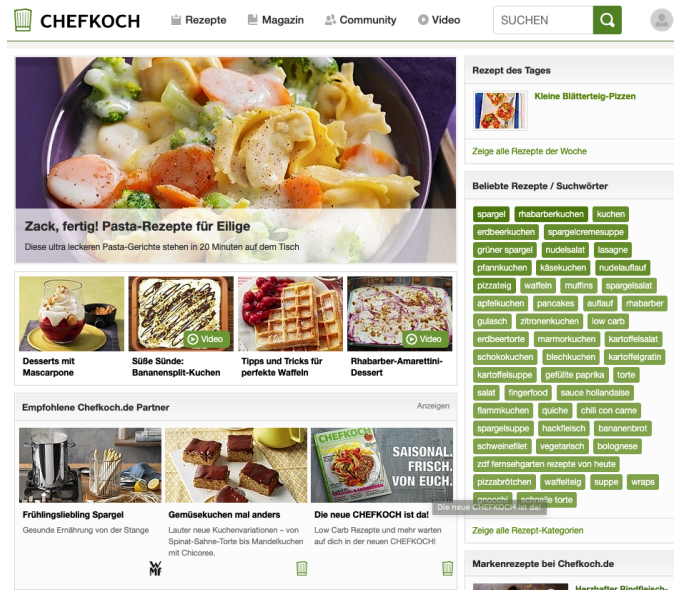 CHEFKOCH
Rezepte
Magazin
Community
Video
SUCHEN
Zack, fertig! Pasta-Rezepte für Eilige
Diese ultra leckeren Pasta-Gerichte stehen in 20 Minuten auf dem Tisch
Video
Video
Desserts mit
Mascarpone
Süße Sünde:
Bananensplit-Kuchen
Tipps und Tricks für
perfekte Waffeln
Rhabarber-Amarettini-
Dessert
Empfohlene Chefkoch.de Partner
Anzeigen
CHEFKOCH
SAISONAL.
FRISCH.
VON EUCH.
Frühlingsliebling Spargel
Gesunde Ernährung von der Stange
WMF
Gemüsekuchen mal anders
Lauter neue Kuchenvariationen – von
Spinat-Sahne-Torte bis Mandelkuchen
mit Chicoree.
Die neue CHEFKOCH ist da!
Low Carb Rezepte und mehr warten
auf dich in der neuen CHEFKOCH!
Rezept des Tages
Kleine Blätterteig-Pizzen
Zeige alle Rezepte der Woche
Beliebte Rezepte / Suchwörter
spargel rhabarberkuchen kuchen
erdbeerkuchen spargelcremesuppe
grüner spargel nudelsalat lasagne
pfannkuchen käsekuchen nudelauflauf
pizzateig waffeln muffins spargelsalat
apfelkuchen pancakes auflauf rhabarber
gulasch zitronenkuchen low carb
erdbeertorte marmorkuchen kartoffelsalat
schokokuchen blechkuchen kartoffelgratin
kartoffelsuppe gefüllte paprika torte
salat fingerfood sauce hollandaise
flammkuchen quiche chili con carne
spargelsuppe hackfleisch bananenbrot
schweinefilet vegetarisch bolognese
zdf fernsehgarten rezepte von heute
pizzabrötchen waffelteig suppe wraps
gnocchi schnelle torte
Die neue CHEFKOCH ist da!
Zeige alle Rezept-Kategorien
Markenrezepte bei Chefkoch.de
Herzhafter Rindfleisch-